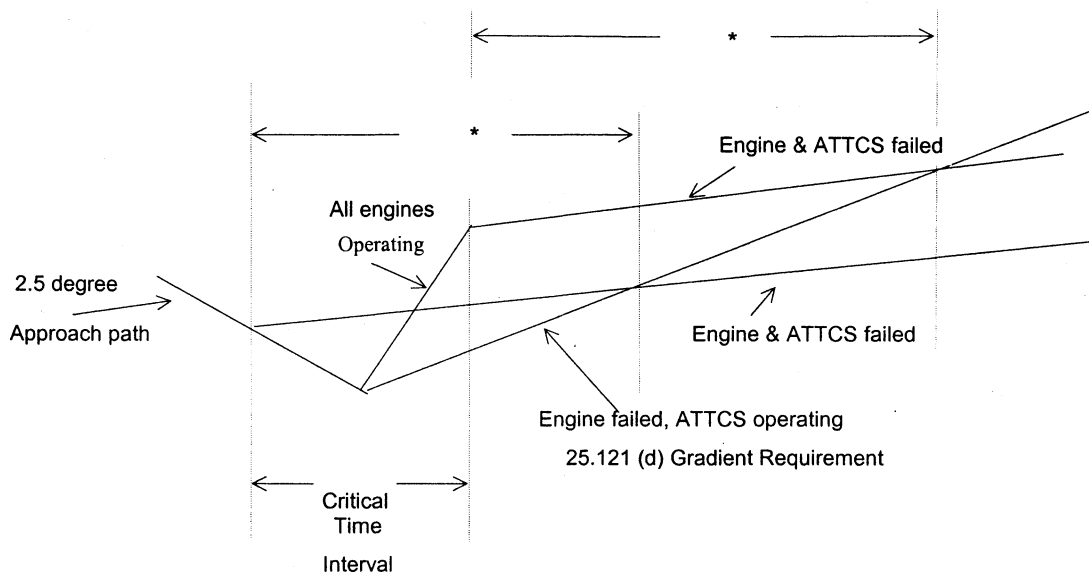 *
*
Engine & ATTCS failed
All engines
Operating
2.5 degree
Approach path
Engine & ATTCS failed
Engine failed, ATTCS operating
25.121 (d) Gradient Requirement
Critical
Time
Interval